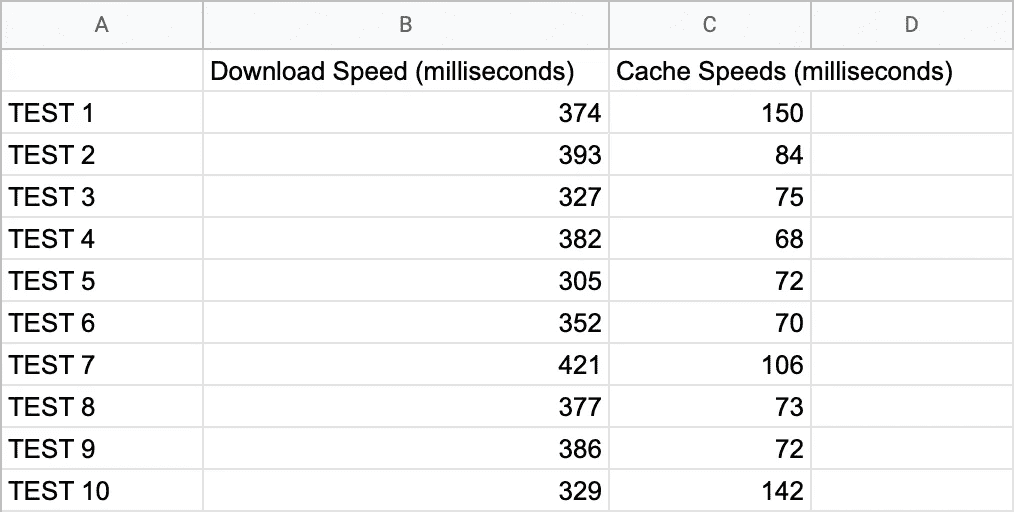 A B C D
Download Speed (milliseconds) Cache Speeds (milliseconds)
TEST 1 374 150
TEST 2 393 84
TEST 3 327 75
TEST 4 382 68
TEST 5 305 72
TEST 6 352 70
TEST 7 421 106
TEST 8 377 73
TEST 9 386 72
TEST 10 329 142